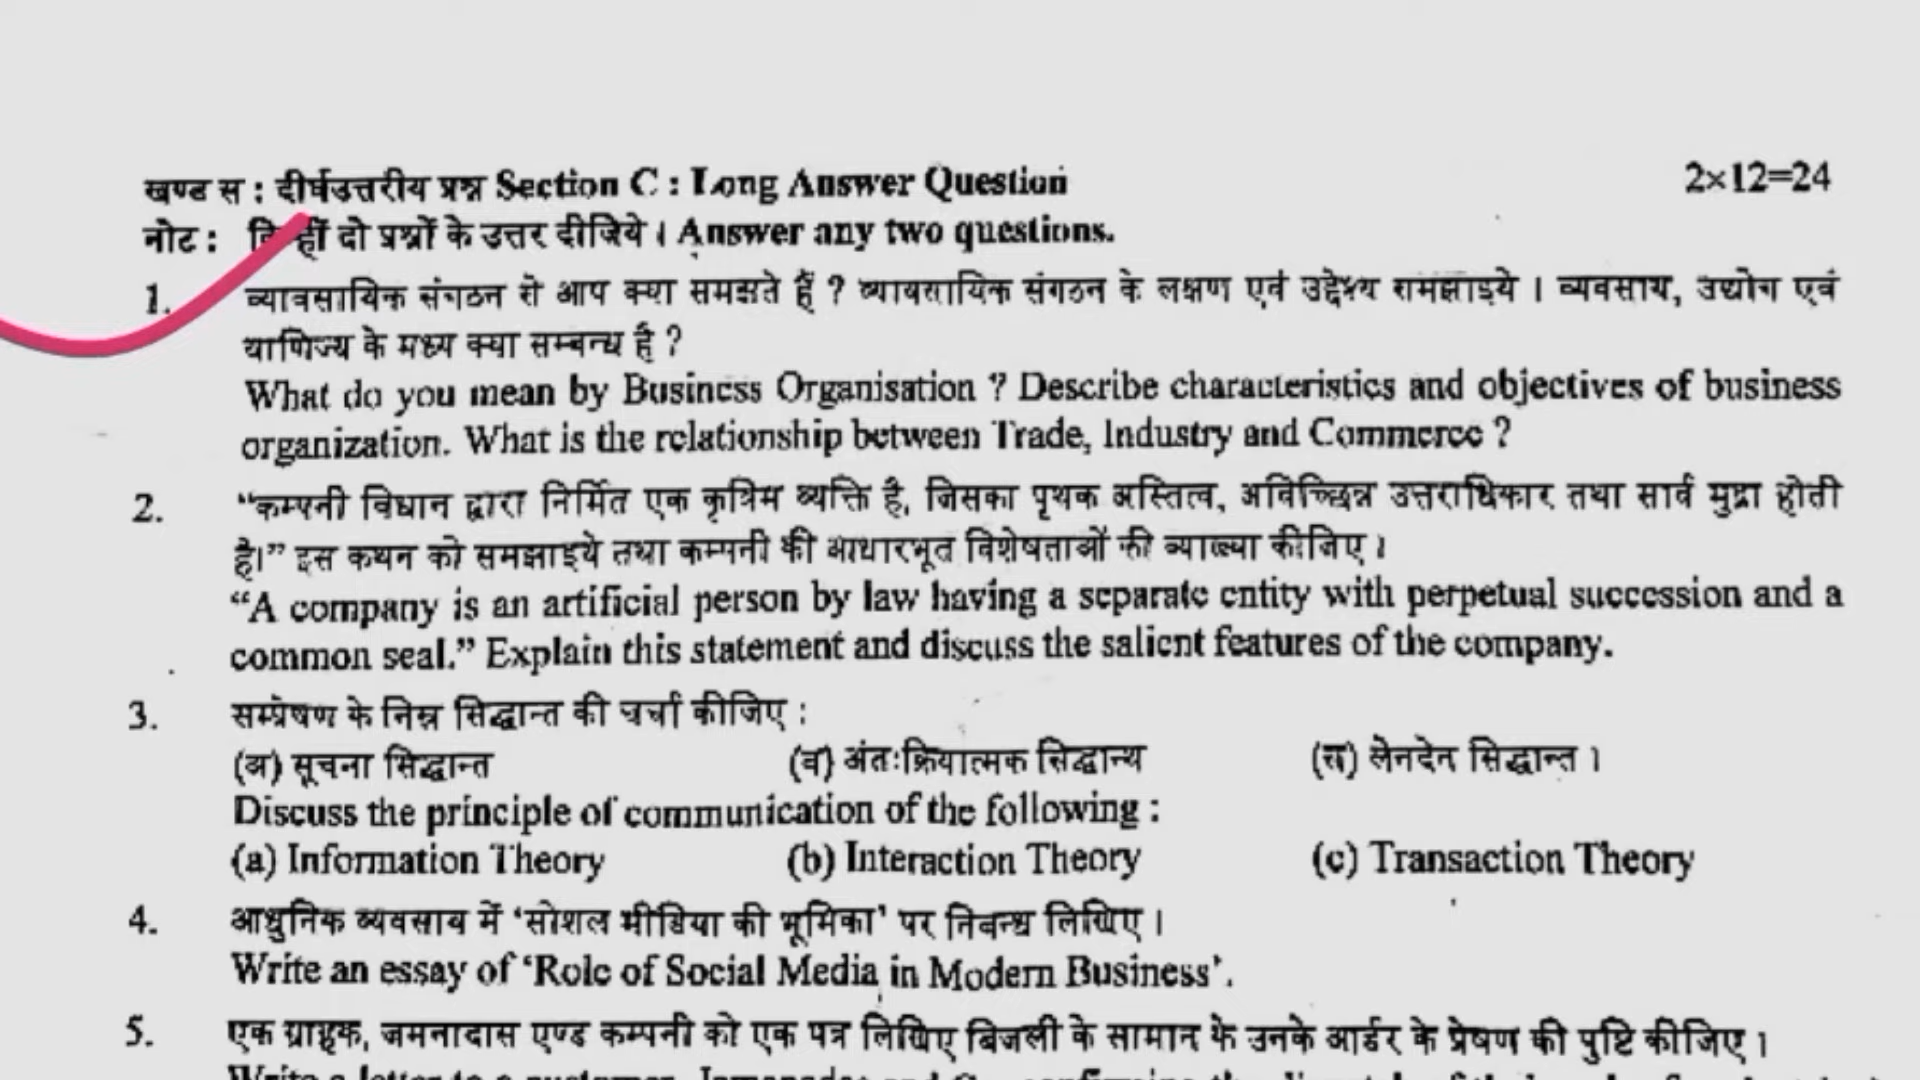 खण्ड स : दीर्घउत्तरीय प्रश्न Section C : Long Answer Question 2×12=24
नोट : किन्हीं दो प्रश्नों के उत्तर दीजिये । Answer any two questions.
1. व्यावसायिक संगठन से आप क्या समझते हैं ? व्यावसायिक संगठन के लक्षण एवं उद्देश्य समझाइये । व्यवसाय, उद्योग एवं
वाणिज्य के मध्य क्या सम्बन्ध है ?
What do you mean by Business Organisation ? Describe characteristics and objectives of business
organization. What is the relationship between Trade, Industry and Commerce ?
2. “कम्पनी विधान द्वारा निर्मित एक कृत्रिम व्यक्ति है, जिसका पृथक अस्तित्व, अविच्छिन्न उत्तराधिकार तथा सार्व मुद्रा होती
है।” इस कथन को समझाइये तथा कम्पनी की आधारभूत विशेषताओं की व्याख्या कीजिए ।
“A company is an artificial person by law having a separate entity with perpetual succession and a
common seal.” Explain this statement and discuss the salient features of the company.
3. सम्प्रेषण के निम्न सिद्धान्त की चर्चा कीजिए :
(अ) सूचना सिद्धान्त (ब) अंतःक्रियात्मक सिद्धान्थ (स) लेनदेन सिद्धान्त ।
Discuss the principle of communication of the following :
(a) Information Theory (b) Interaction Theory (c) Transaction Theory
4. आधुनिक व्यवसाय में ‘सोशल मीडिया की भूमिका’ पर निबन्ध लिखिए ।
Write an essay of ‘Role of Social Media in Modern Business’.
5. एक ग्राहक, जमनादास एण्ड कम्पनी को एक पत्र लिखिए बिजली के सामान के उनके आर्डर के प्रेषण की पुष्टि कीजिए ।